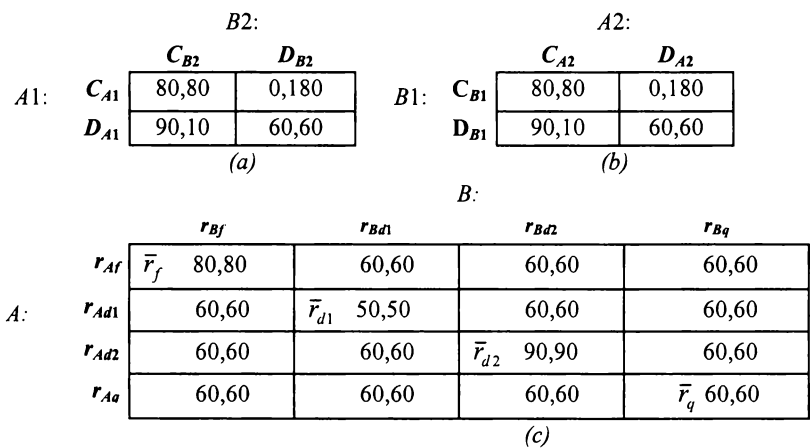 B2: A2:
C_B2 D_B2 C_A2 D_A2
A1: C_A1 80,80 0,180 B1: C_B1 80,80 0,180
D_A1 90,10 60,60 D_B1 90,10 60,60
(a) (b)
B:
r_Bf r_Bd1 r_Bd2 r_Bq
r_Af r̄_f 80,80 60,60 60,60 60,60
A: r_Ad1 60,60 r̄_d1 50,50 60,60 60,60
r_Ad2 60,60 60,60 r̄_d2 90,90 60,60
r_Aq 60,60 60,60 60,60 r̄_q 60,60
(c)